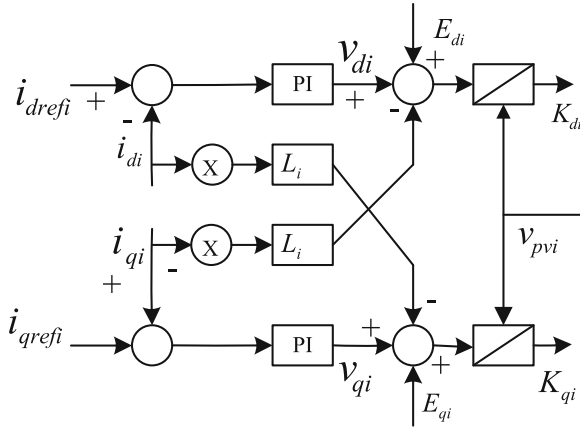 E_di
v_di
+
i_drefi
+
PI
+
K_di
-
-
i_di
X
L_i
i_qi
X
L_i
v_pvi
+
-
-
i_qrefi
PI
+
+
v_qi
K_qi
E_qi